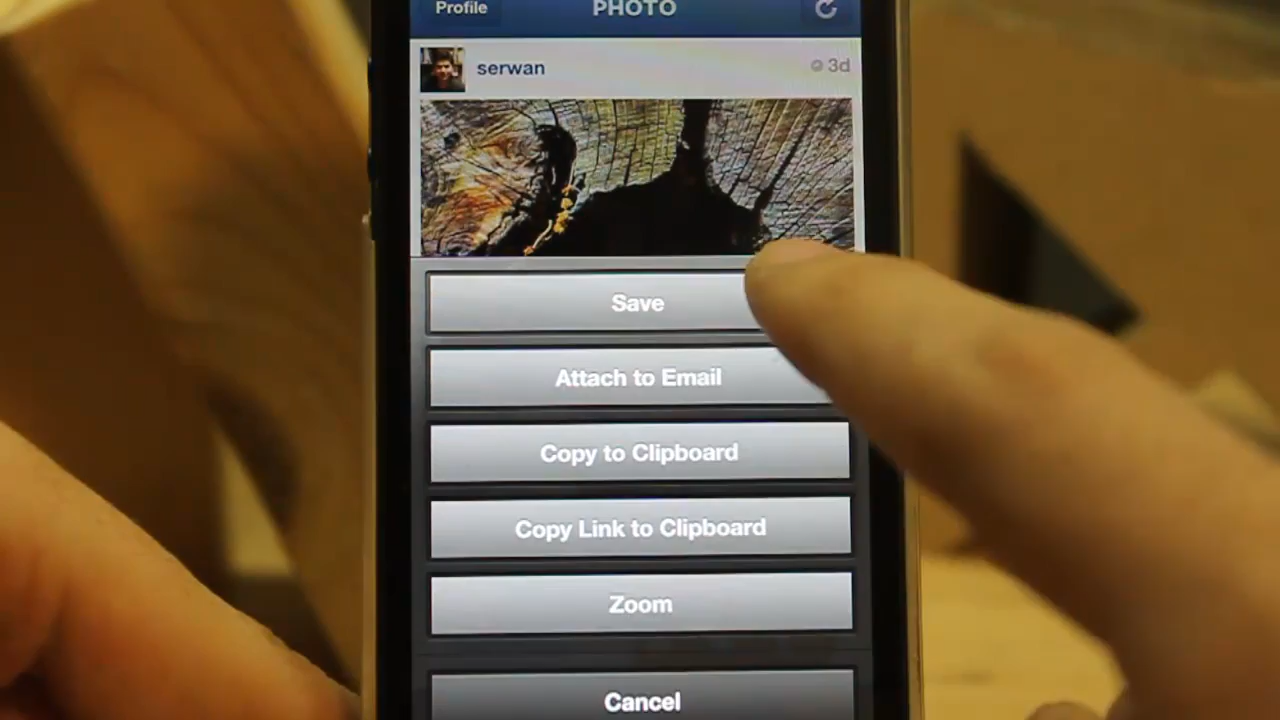 Profile
PHOTO
serwan
3d
Save
Attach to Email
Copy to Clipboard
Copy Link to Clipboard
Zoom
Cancel